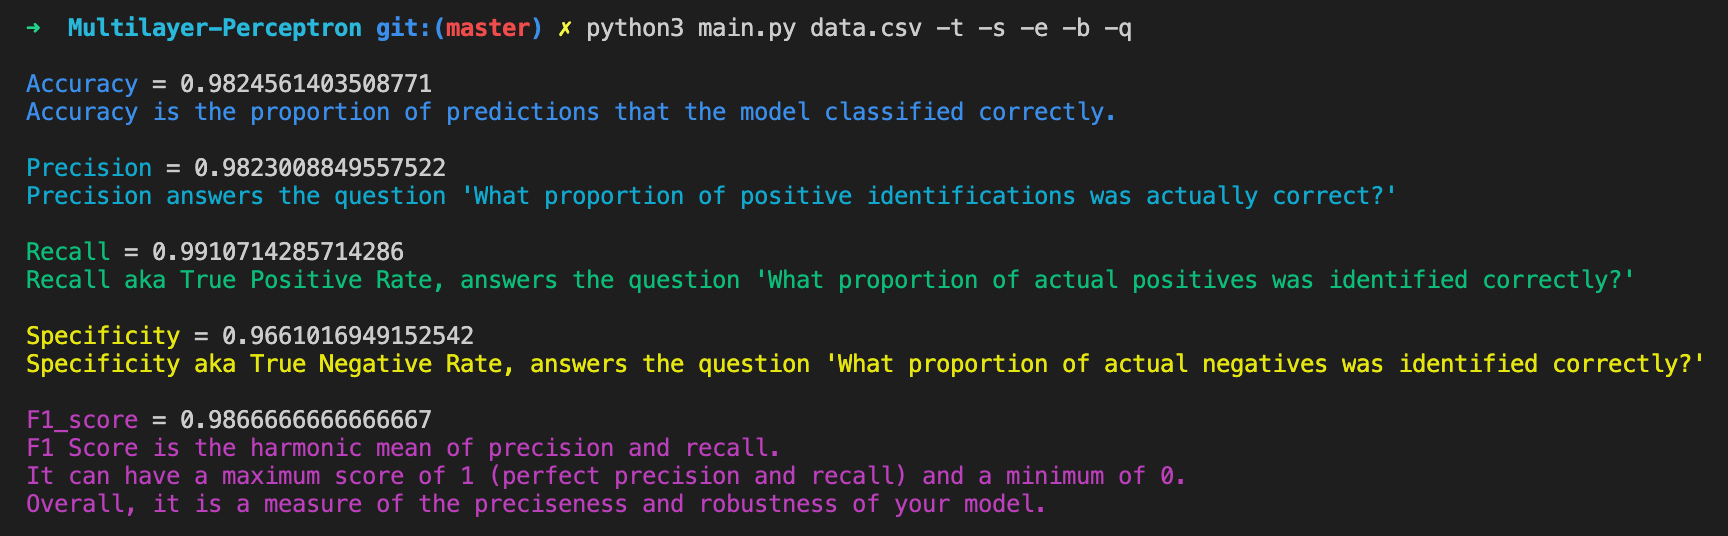 → Multilayer-Perceptron git:(master) ✗ python3 main.py data.csv -t -s -e -b -q
Accuracy = 0.9824561403508771
Accuracy is the proportion of predictions that the model classified correctly.
Precision = 0.9823008849557522
Precision answers the question 'What proportion of positive identifications was actually correct?'
Recall = 0.9910714285714286
Recall aka True Positive Rate, answers the question 'What proportion of actual positives was identified correctly?'
Specificity = 0.9661016949152542
Specificity aka True Negative Rate, answers the question 'What proportion of actual negatives was identified correctly?'
F1_score = 0.9866666666666667
F1 Score is the harmonic mean of precision and recall.
It can have a maximum score of 1 (perfect precision and recall) and a minimum of 0.
Overall, it is a measure of the preciseness and robustness of your model.